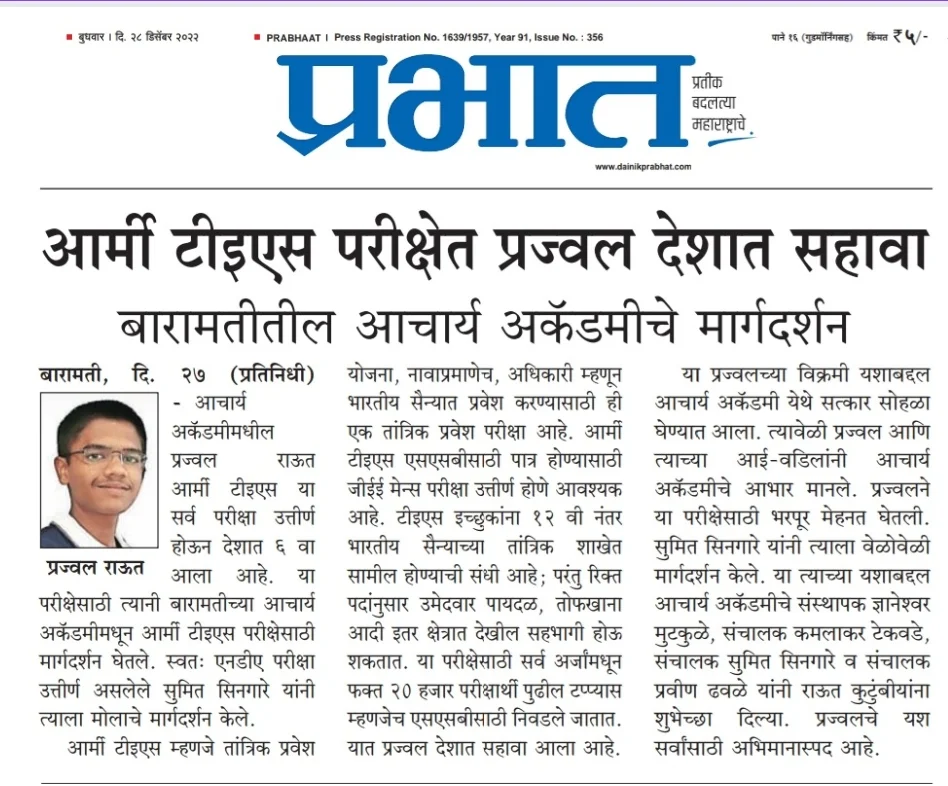 ■ बुधवार । दि. २८ डिसेंबर २०२२
■ PRABHAAT I Press Registration No. 1639/1957, Year 91, Issue No. : 356
पाने १६ (गुडमॉर्निंगसह) किंमत ₹५/-
प्रभात
प्रतीक
बदलत्या
महाराष्ट्राचे.
www.dainikprabhat.com
आर्मी टीइएस परीक्षेत प्रज्वल देशात सहावा
बारामतीतील आचार्य अकॅडमीचे मार्गदर्शन
बारामती, दि. २७ (प्रतिनिधी)
- आचार्य
अकॅडमीमधील
प्रज्वल राऊत
आर्मी टीइएस या
सर्व परीक्षा उत्तीर्ण
होऊन देशात ६ वा
आला आहे. या
प्रज्वल राऊत
परीक्षेसाठी त्यानी बारामतीच्या आचार्य
अकॅडमीमधून आर्मी टीइएस परीक्षेसाठी
मार्गदर्शन घेतले. स्वतः एनडीए परीक्षा
उत्तीर्ण असलेले सुमित सिनगारे यांनी
त्याला मोलाचे मार्गदर्शन केले.
आर्मी टीइएस म्हणजे तांत्रिक प्रवेश
योजना, नावाप्रमाणेच, अधिकारी म्हणून
भारतीय सैन्यात प्रवेश करण्यासाठी ही
एक तांत्रिक प्रवेश परीक्षा आहे. आर्मी
टीइएस एसएसबीसाठी पात्र होण्यासाठी
जीईई मेन्स परीक्षा उत्तीर्ण होणे आवश्यक
आहे. टीइएस इच्छुकांना १२ वी नंतर
भारतीय सैन्याच्या तांत्रिक शाखेत
सामील होण्याची संधी आहे; परंतु रिक्त
पदांनुसार उमेदवार पायदळ, तोफखाना
आदी इतर क्षेत्रात देखील सहभागी होऊ
शकतात. या परीक्षेसाठी सर्व अर्जांमधून
फक्त २० हजार परीक्षार्थी पुढील टप्प्यास
म्हणजेच एसएसबीसाठी निवडले जातात.
यात प्रज्वल देशात सहावा आला आहे.
या प्रज्वलच्या विक्रमी यशाबद्दल
आचार्य अकॅडमी येथे सत्कार सोहळा
घेण्यात आला. त्यावेळी प्रज्वल आणि
त्याच्या आई-वडिलांनी आचार्य
अकॅडमीचे आभार मानले. प्रज्वलने
या परीक्षेसाठी भरपूर मेहनत घेतली.
सुमित सिनगारे यांनी त्याला वेळोवेळी
मार्गदर्शन केले. या त्याच्या यशाबद्दल
आचार्य अकॅडमीचे संस्थापक ज्ञानेश्वर
मुटकुळे, संचालक कमलाकर टेकवडे,
संचालक सुमित सिनगारे व संचालक
प्रवीण ढवळे यांनी राऊत कुटुंबीयांना
शुभेच्छा दिल्या. प्रज्वलचे यश
सर्वांसाठी अभिमानास्पद आहे.